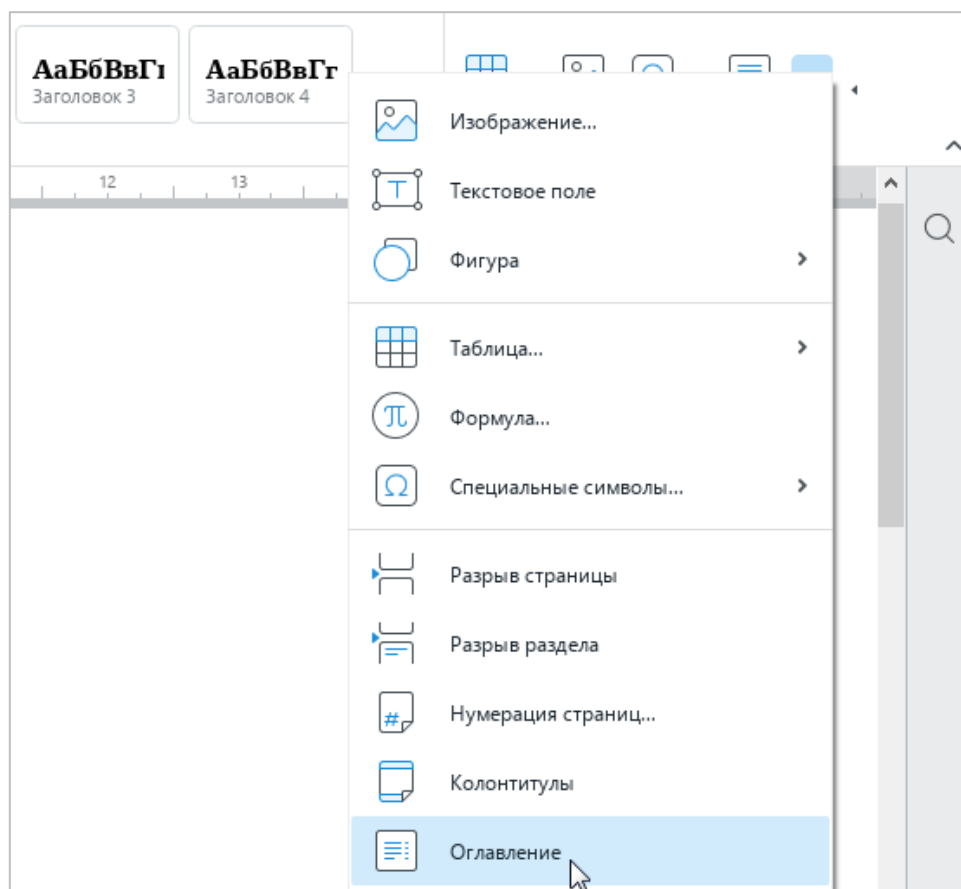 АаБбВвГг
Заголовок 3
АаБбВвГг
Заголовок 4
12
13
Изображение...
Текстовое поле
Фигура
Таблица...
Формула...
Специальные символы...
Разрыв страницы
Разрыв раздела
Нумерация страниц...
Колонтитулы
Оглавление